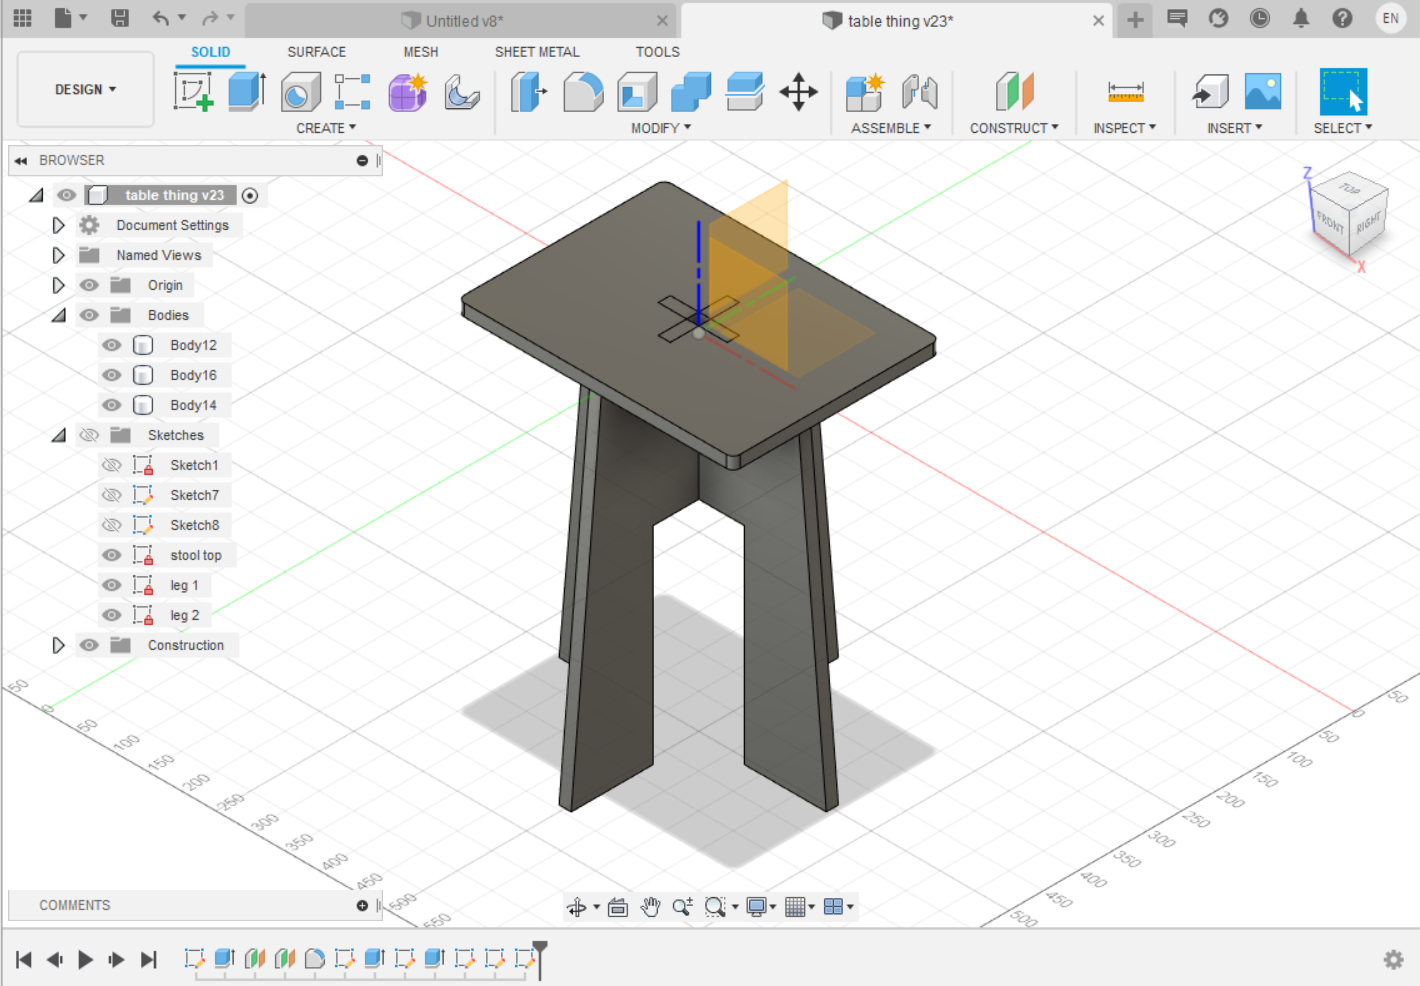 Untitled v8*
table thing v23*
EN
SOLID
SURFACE
MESH
SHEET METAL
TOOLS
DESIGN
CREATE
MODIFY
ASSEMBLE
CONSTRUCT
INSPECT
INSERT
SELECT
BROWSER
table thing v23
Document Settings
Named Views
Origin
Bodies
Body12
Body16
Body14
Sketches
Sketch1
Sketch7
Sketch8
stool top
leg 1
leg 2
Construction
Z
TOP
FRONT
RIGHT
X
50
0
50
100
150
200
250
300
350
400
450
500
550
50
0
50
100
150
200
250
300
350
400
450
500
COMMENTS